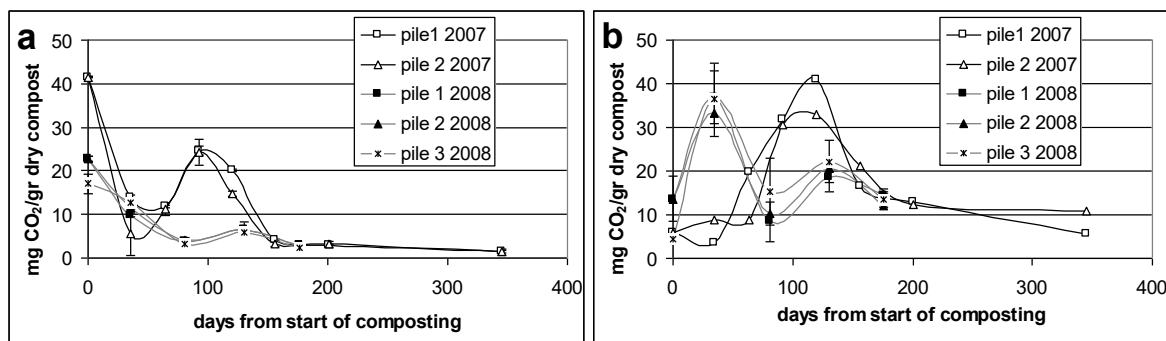 a
mg CO₂/gr dry compost
50
40
30
20
10
0
0 100 200 300 400
days from start of composting
pile1 2007
pile 2 2007
pile 1 2008
pile 2 2008
pile 3 2008
b
mg CO₂/gr dry compost
50
40
30
20
10
0
0 100 200 300 400
days from start of composting
pile1 2007
pile 2 2007
pile 1 2008
pile 2 2008
pile 3 2008